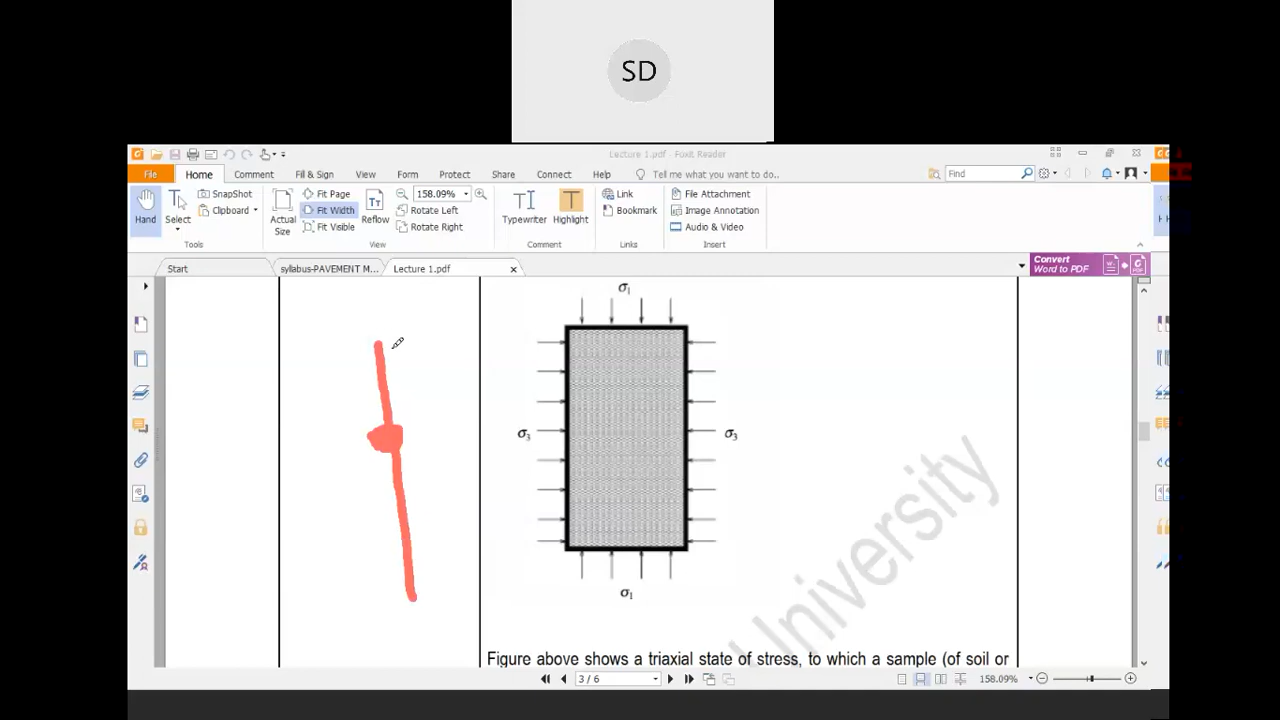 SD
Lecture 1.pdf - Foxit Reader
File Home Comment Fill & Sign View Form Protect Share Connect Help Tell me what you want to do.. Find
Hand
Select
SnapShot
Clipboard
Tools
Actual Size
Fit Page
Fit Width
Fit Visible
Reflow
158.09%
Rotate Left
Rotate Right
View
Typewriter
Highlight
Comment
Link
Bookmark
Links
File Attachment
Image Annotation
Audio & Video
Insert
Start
syllabus-PAVEMENT M...
Lecture 1.pdf
Convert
Word to PDF
σ1
σ3
σ3
σ1
University
Figure above shows a triaxial state of stress, to which a sample (of soil or
3 / 6
158.09%